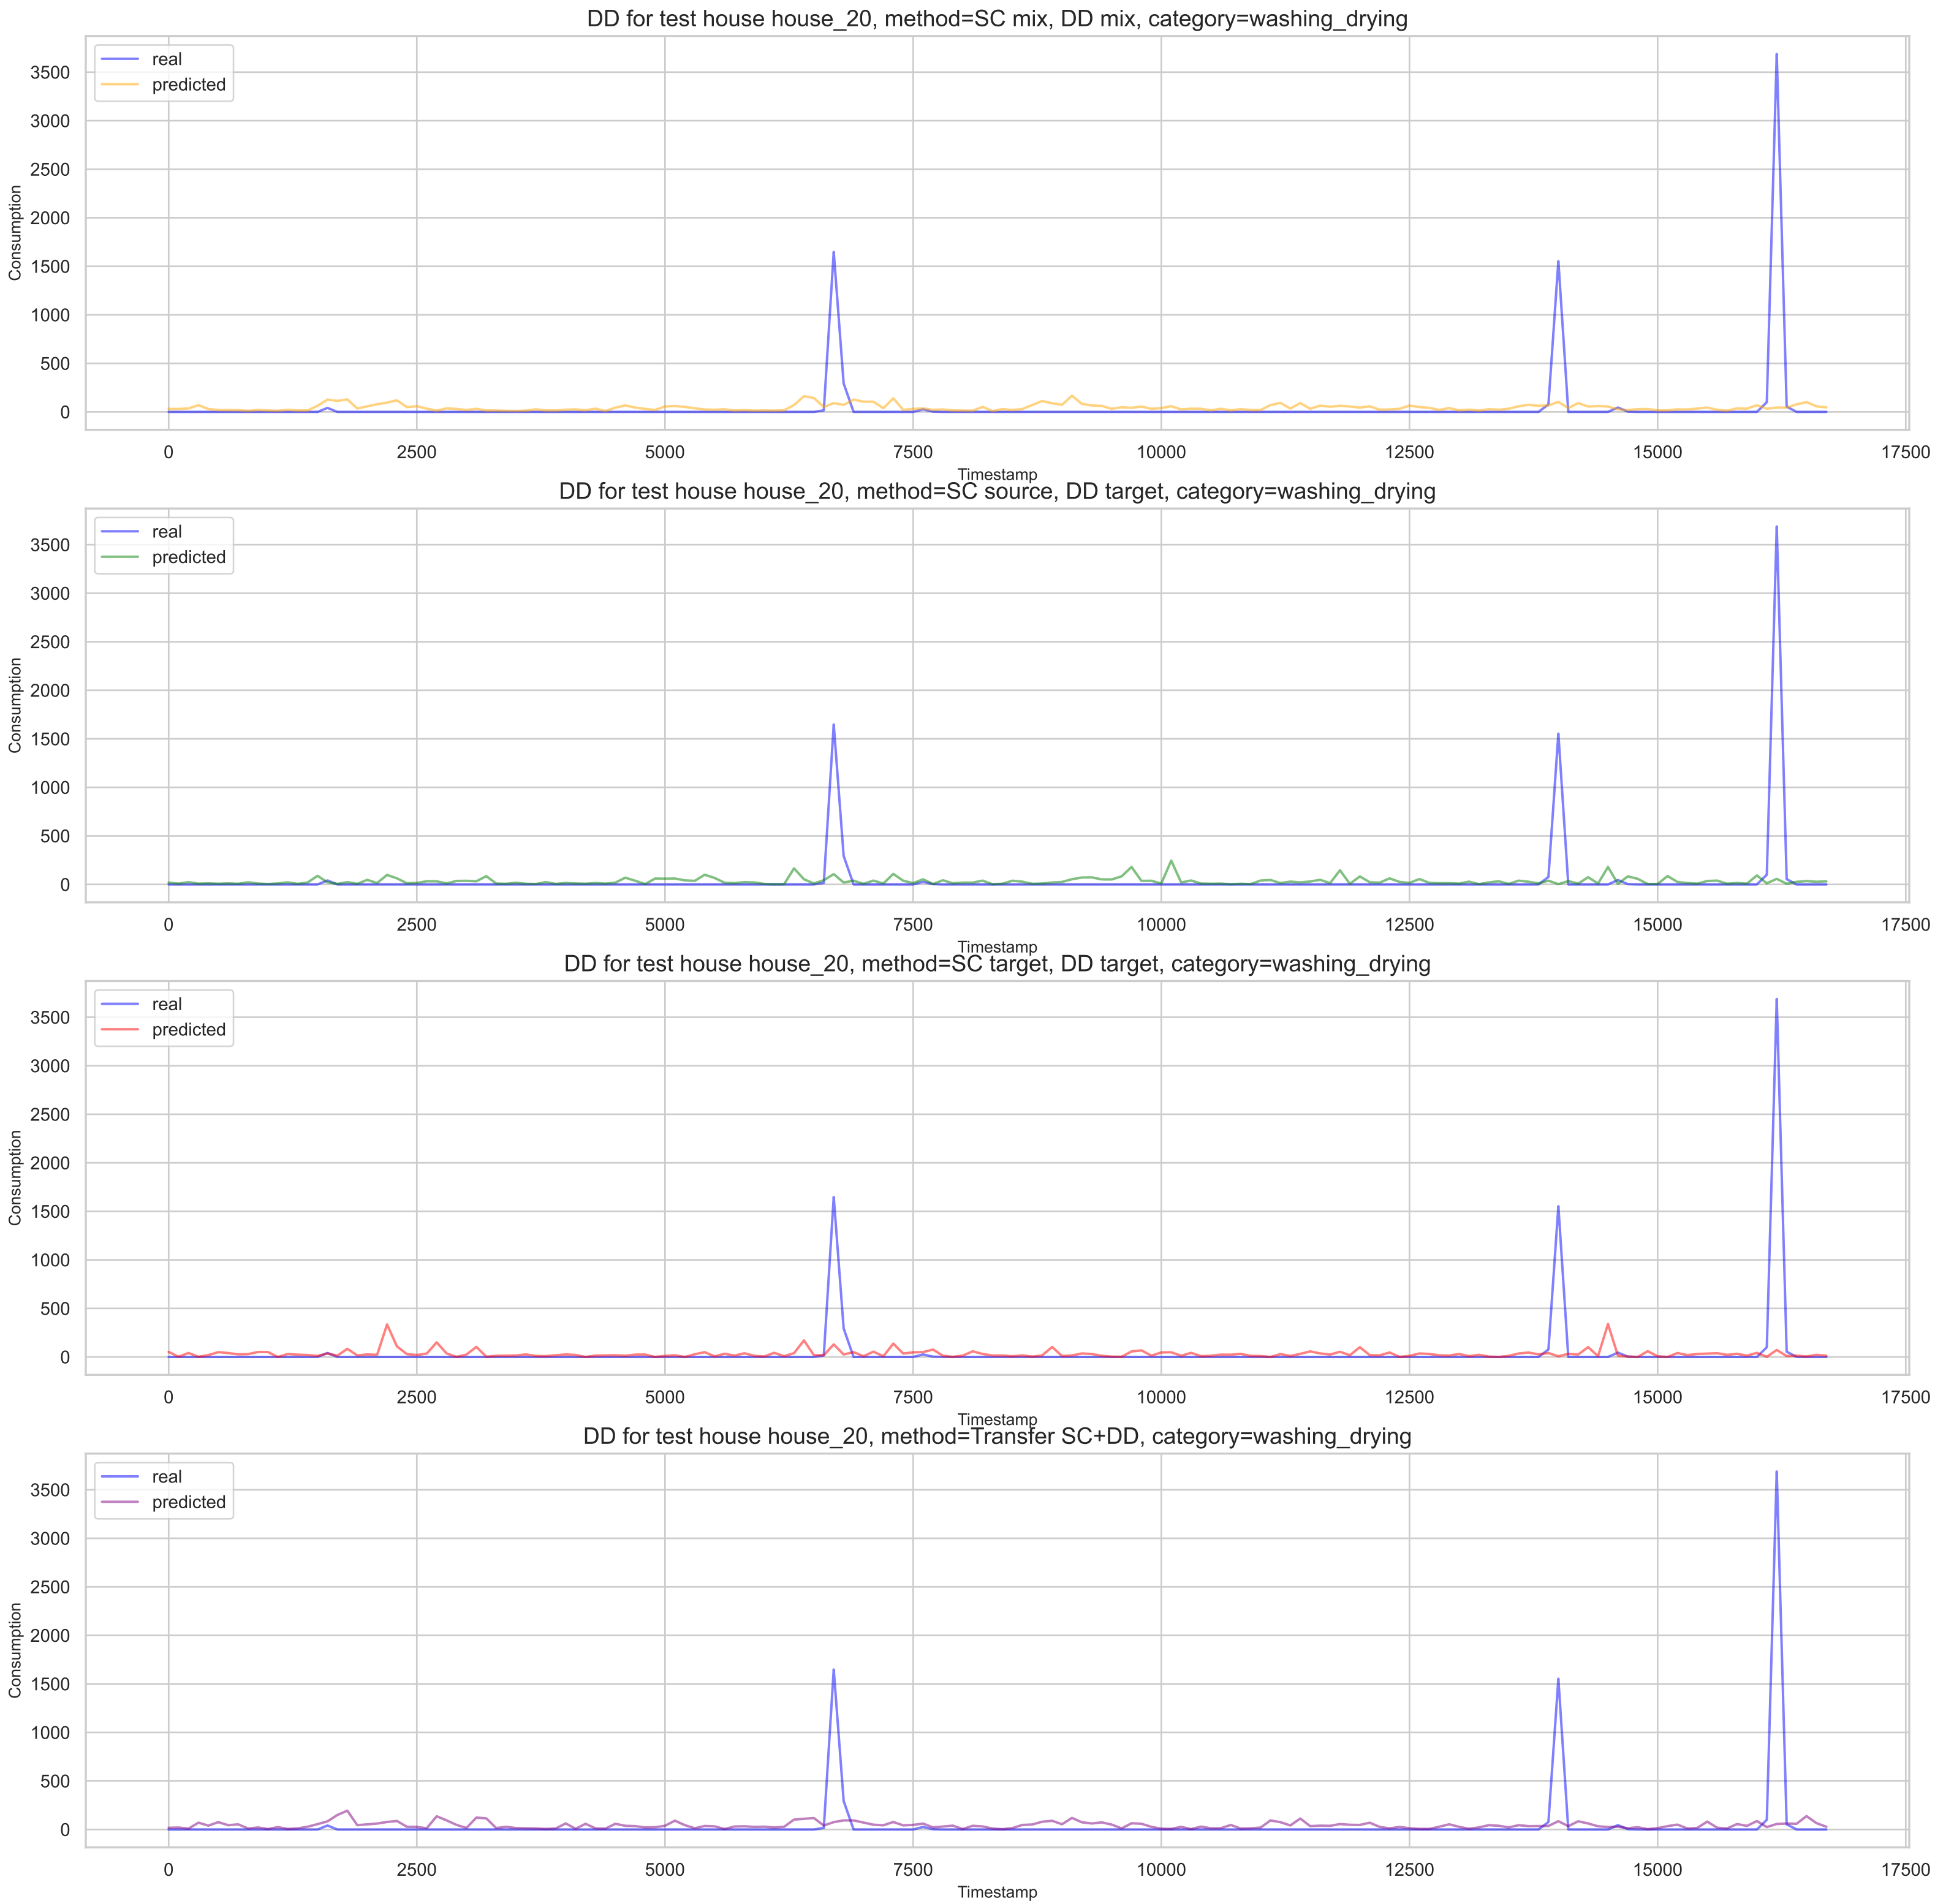 DD for test house house_20, method=SC mix, DD mix, category=washing_drying
real
predicted
3500
3000
2500
2000
1500
1000
500
0
Consumption
0 2500 5000 7500 10000 12500 15000 17500
Timestamp
DD for test house house_20, method=SC source, DD target, category=washing_drying
real
predicted
3500
3000
2500
2000
1500
1000
500
0
Consumption
0 2500 5000 7500 10000 12500 15000 17500
Timestamp
DD for test house house_20, method=SC target, DD target, category=washing_drying
real
predicted
3500
3000
2500
2000
1500
1000
500
0
Consumption
0 2500 5000 7500 10000 12500 15000 17500
Timestamp
DD for test house house_20, method=Transfer SC+DD, category=washing_drying
real
predicted
3500
3000
2500
2000
1500
1000
500
0
Consumption
0 2500 5000 7500 10000 12500 15000 17500
Timestamp